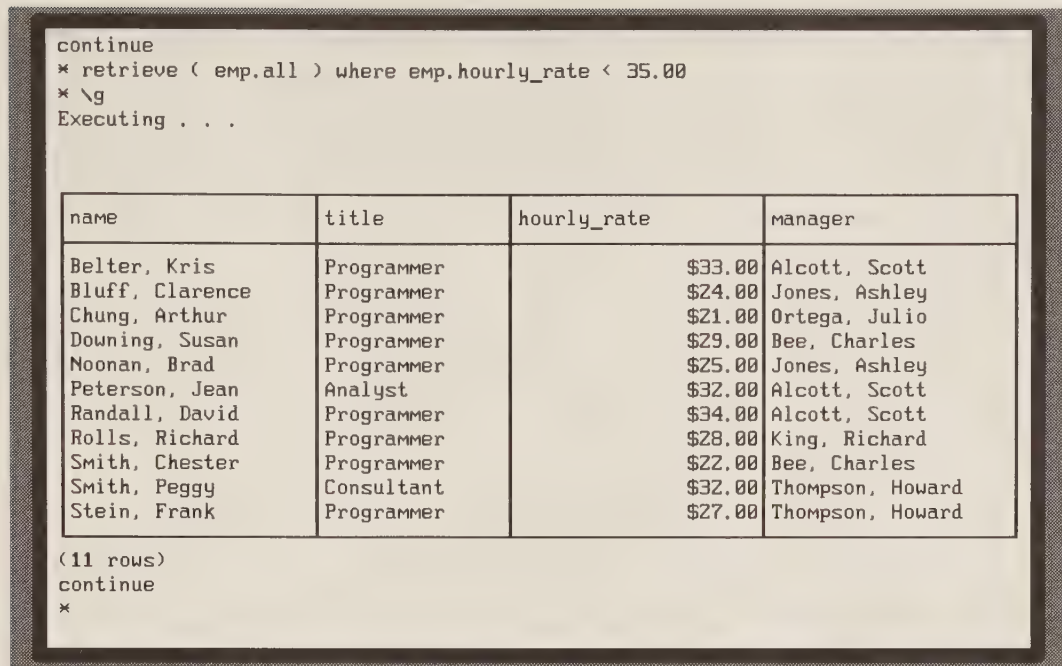 continue
* retrieve ( emp.all ) where emp.hourly_rate < 35.00
* \g
Executing . . .
name title hourly_rate manager
Belter, Kris Programmer $33.00 Alcott, Scott
Bluff, Clarence Programmer $24.00 Jones, Ashley
Chung, Arthur Programmer $21.00 Ortega, Julio
Downing, Susan Programmer $29.00 Bee, Charles
Noonan, Brad Programmer $25.00 Jones, Ashley
Peterson, Jean Analyst $32.00 Alcott, Scott
Randall, David Programmer $34.00 Alcott, Scott
Rolls, Richard Programmer $28.00 King, Richard
Smith, Chester Programmer $22.00 Bee, Charles
Smith, Peggy Consultant $32.00 Thompson, Howard
Stein, Frank Programmer $27.00 Thompson, Howard
(11 rows)
continue
*